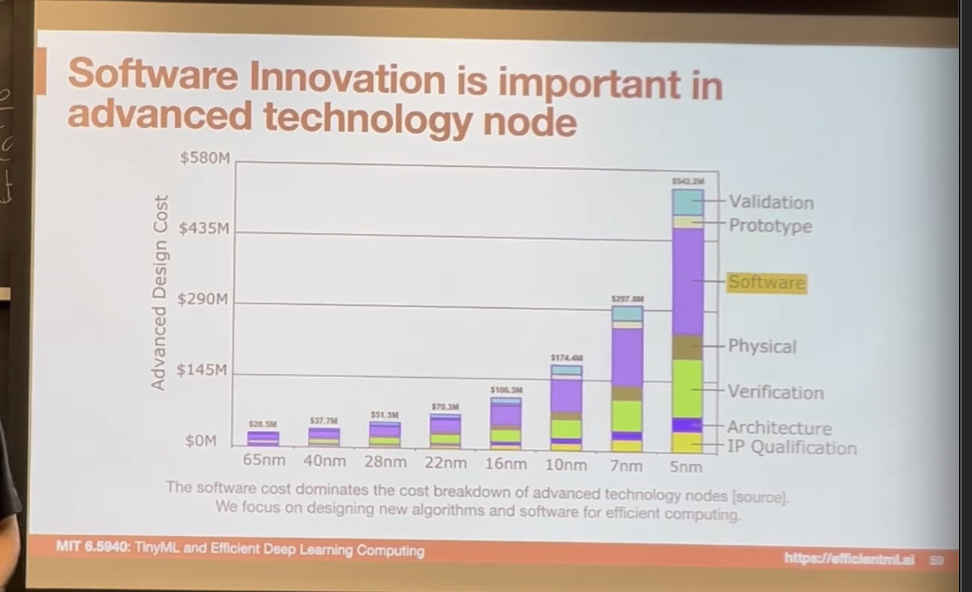 Software Innovation is important in
advanced technology node
Advanced Design Cost
$580M
$435M
$290M
$145M
$0M
$28.5M
$37.7M
$51.3M
$70.3M
$106.3M
$174.4M
$297.8M
$542.2M
65nm 40nm 28nm 22nm 16nm 10nm 7nm 5nm
Validation
Prototype
Software
Physical
Verification
Architecture
IP Qualification
The software cost dominates the cost breakdown of advanced technology nodes [source].
We focus on designing new algorithms and software for efficient computing.
MIT 6.5940: TinyML and Efficient Deep Learning Computing
https://efficientml.ai 59